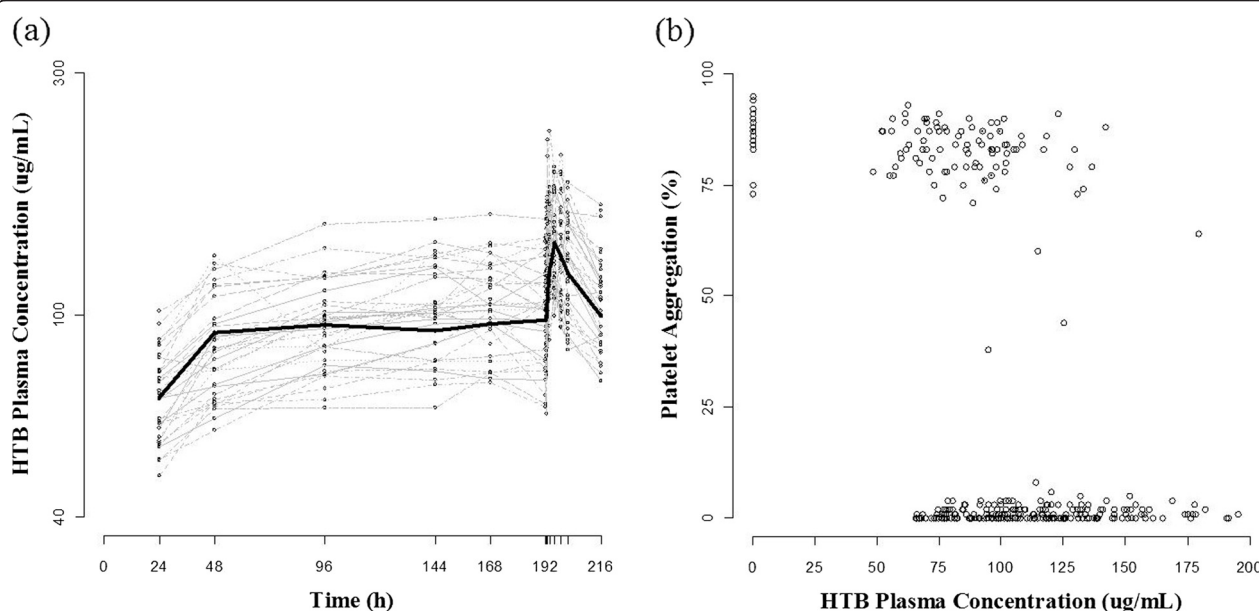 (a)
HTB Plasma Concentration (ug/mL)
300
100
40
0 24 48 96 144 168 192 216
Time (h)
(b)
Platelet Aggregation (%)
100
75
50
25
0
0 25 50 75 100 125 150 175 200
HTB Plasma Concentration (ug/mL)